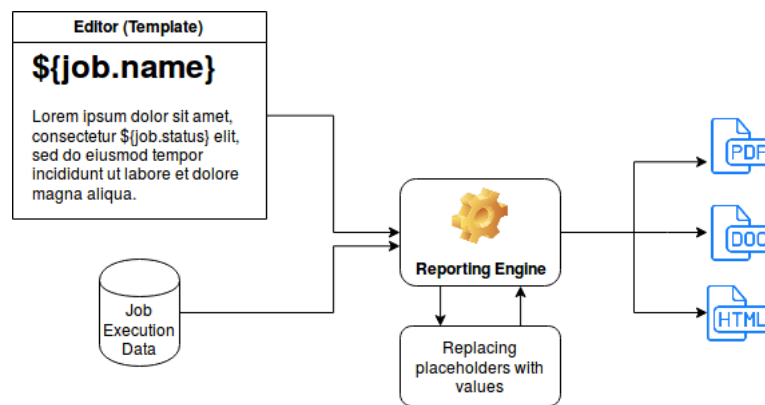 Editor (Template)
${job.name}
Lorem ipsum dolor sit amet,
consectetur ${job.status} elit,
sed do eiusmod tempor
incididunt ut labore et dolore
magna aliqua.
Job
Execution
Data
Reporting Engine
Replacing
placeholders with
values
PDF
DOC
HTML